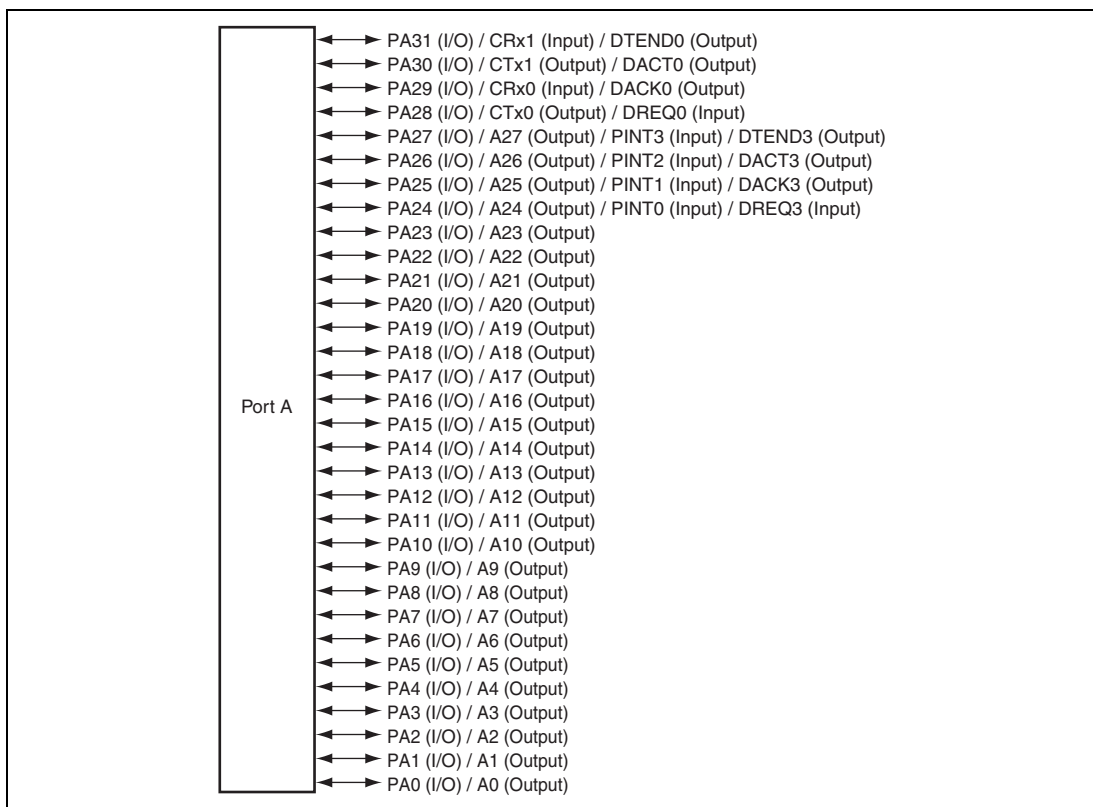 PA31 (I/O) / CRx1 (Input) / DTEND0 (Output)
PA30 (I/O) / CTx1 (Output) / DACT0 (Output)
PA29 (I/O) / CRx0 (Input) / DACK0 (Output)
PA28 (I/O) / CTx0 (Output) / DREQ0 (Input)
PA27 (I/O) / A27 (Output) / PINT3 (Input) / DTEND3 (Output)
PA26 (I/O) / A26 (Output) / PINT2 (Input) / DACT3 (Output)
PA25 (I/O) / A25 (Output) / PINT1 (Input) / DACK3 (Output)
PA24 (I/O) / A24 (Output) / PINT0 (Input) / DREQ3 (Input)
PA23 (I/O) / A23 (Output)
PA22 (I/O) / A22 (Output)
PA21 (I/O) / A21 (Output)
PA20 (I/O) / A20 (Output)
PA19 (I/O) / A19 (Output)
PA18 (I/O) / A18 (Output)
PA17 (I/O) / A17 (Output)
Port A
PA16 (I/O) / A16 (Output)
PA15 (I/O) / A15 (Output)
PA14 (I/O) / A14 (Output)
PA13 (I/O) / A13 (Output)
PA12 (I/O) / A12 (Output)
PA11 (I/O) / A11 (Output)
PA10 (I/O) / A10 (Output)
PA9 (I/O) / A9 (Output)
PA8 (I/O) / A8 (Output)
PA7 (I/O) / A7 (Output)
PA6 (I/O) / A6 (Output)
PA5 (I/O) / A5 (Output)
PA4 (I/O) / A4 (Output)
PA3 (I/O) / A3 (Output)
PA2 (I/O) / A2 (Output)
PA1 (I/O) / A1 (Output)
PA0 (I/O) / A0 (Output)